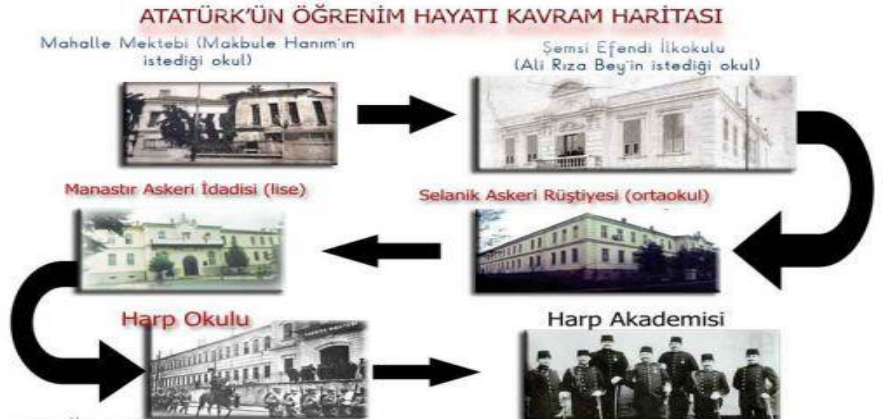 ATATÜRK'ÜN ÖĞRENİM HAYATI KAVRAM HARİTASI
Mahalle Mektebi (Makbule Hanım'ın
istediği okul)
Şemsi Efendi İlkokulu
(Ali Rıza Bey'in istediği okul)
Manastır Askeri İdadisi (lise)
Selanik Askeri Rüştiyesi (ortaokul)
Harp Okulu
Harp Akademisi